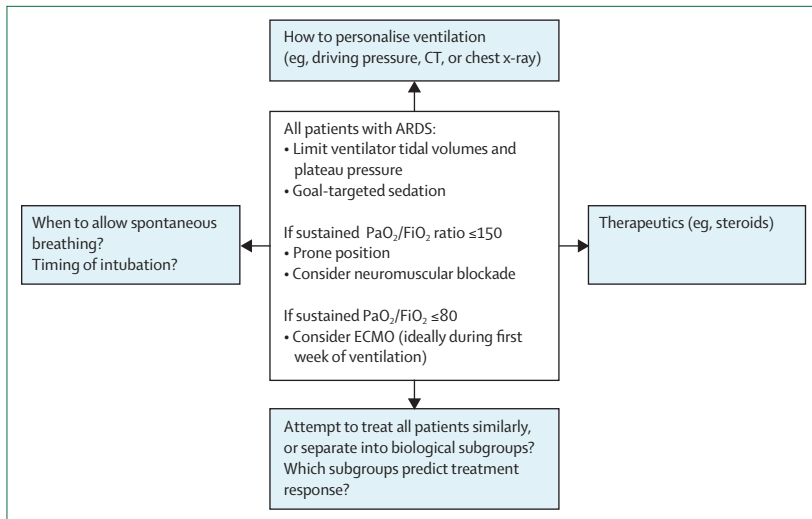 How to personalise ventilation
(eg, driving pressure, CT, or chest x-ray)
All patients with ARDS:
• Limit ventilator tidal volumes and
plateau pressure
• Goal-targeted sedation
If sustained PaO₂/FiO₂ ratio ≤150
• Prone position
• Consider neuromuscular blockade
If sustained PaO₂/FiO₂ ≤80
• Consider ECMO (ideally during first
week of ventilation)
When to allow spontaneous
breathing?
Timing of intubation?
Therapeutics (eg, steroids)
Attempt to treat all patients similarly,
or separate into biological subgroups?
Which subgroups predict treatment
response?